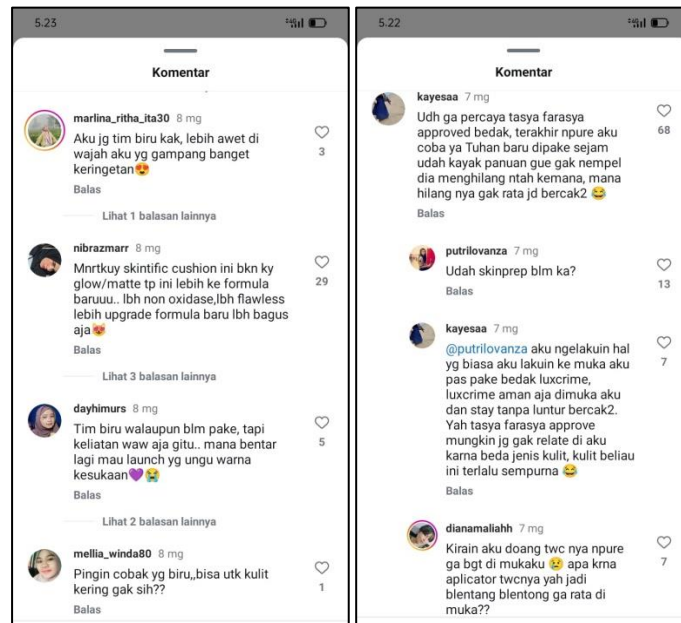 5.23
Komentar
marlina_ritha_ita30 8 mg
Aku jg tim biru kak, lebih awet di
wajah aku yg gampang banget
keringetan😍
3
Balas
Lihat 1 balasan lainnya
nibrazmarr 8 mg
Mnrtkuy skintific cushion ini bkn ky
glow/matte tp ini lebih ke formula
baruuu.. lbh non oxidase,lbh flawless
lebih upgrade formula baru lbh bagus
aja😻
29
Balas
Lihat 3 balasan lainnya
dayhimurs 8 mg
Tim biru walaupun blm pake, tapi
keliatan waw aja gitu.. mana bentar
lagi mau launch yg ungu warna
kesukaan💜😭
5
Balas
Lihat 2 balasan lainnya
mellia_winda80 8 mg
Pingin cobak yg biru,,bisa utk kulit
kering gak sih??
1
Balas
5.22
Komentar
kayesaa 7 mg
Udh ga percaya tasya farasya
approved bedak, terakhir npure aku
coba ya Tuhan baru dipake sejam
udah kayak panuan gue gak nempel
dia menghilang ntah kemana, mana
hilang nya gak rata jd bercak2 😂
68
Balas
putrilovanza 7 mg
Udah skinprep blm ka?
13
Balas
kayesaa 7 mg
@putrilovanza aku ngelakuin hal
yg biasa aku lakuin ke muka aku
pas pake bedak luxcrime,
luxcrime aman aja dimuka aku
dan stay tanpa luntur bercak2.
Yah tasya farasya approve
mungkin jg gak relate di aku
karna beda jenis kulit, kulit beliau
ini terlalu sempurna 😂
7
Balas
dianamaliahh 7 mg
Kirain aku doang twc nya npure
ga bgt di mukaku 😢 apa krna
aplicator twcnya yah jadi
blentang blentong ga rata di
muka??
7